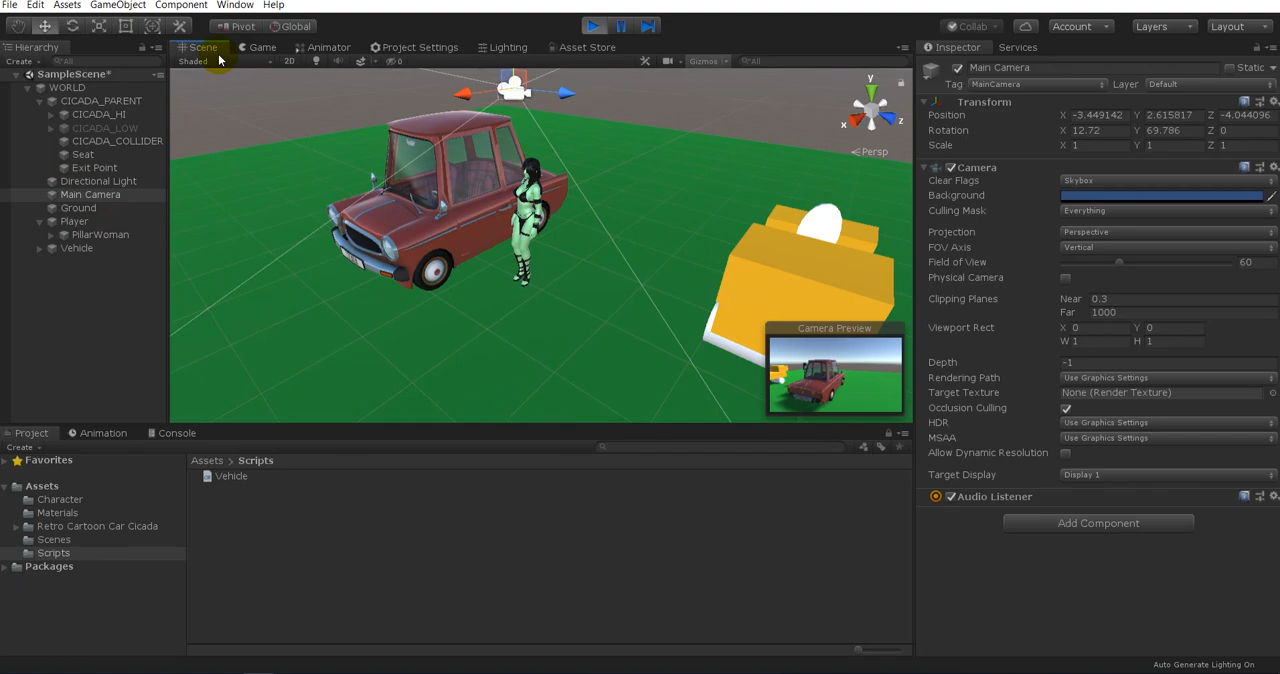 File Edit Assets GameObject Component Window Help
Pivot Global Collab Account Layers Layout
Hierarchy Scene Game Animator Project Settings Lighting Asset Store Inspector Services
Create All Shaded 2D 0 Gizmos All
SampleScene*
WORLD
CICADA_PARENT
CICADA_HI
CICADA_LOW
CICADA_COLLIDER
Seat
Exit Point
Directional Light
Main Camera
Ground
Player
PillarWoman
Vehide
y
x
z
Persp
Camera Preview
Main Camera Static
Tag MainCamera Layer Default
Transform
Position X -3.449142 Y 2.615817 Z -4.044096
Rotation X 12.72 Y 69.786 Z 0
Scale X 1 Y 1 Z 1
Camera
Clear Flags Skybox
Background
Culling Mask Everything
Projection Perspective
FOV Axis Vertical
Field of View 60
Physical Camera
Clipping Planes Near 0.3
Far 1000
Viewport Rect X 0 Y 0
W 1 H 1
Depth -1
Rendering Path Use Graphics Settings
Target Texture None (Render Texture)
Occlusion Culling
HDR Use Graphics Settings
MSAA Use Graphics Settings
Allow Dynamic Resolution
Target Display Display 1
Audio Listener
Add Component
Project Animation Console
Create
Favorites
Assets
Character
Materials
Retro Cartoon Car Cicada
Scenes
Scripts
Packages
Assets > Scripts
Vehicle
Auto Generate Lighting On